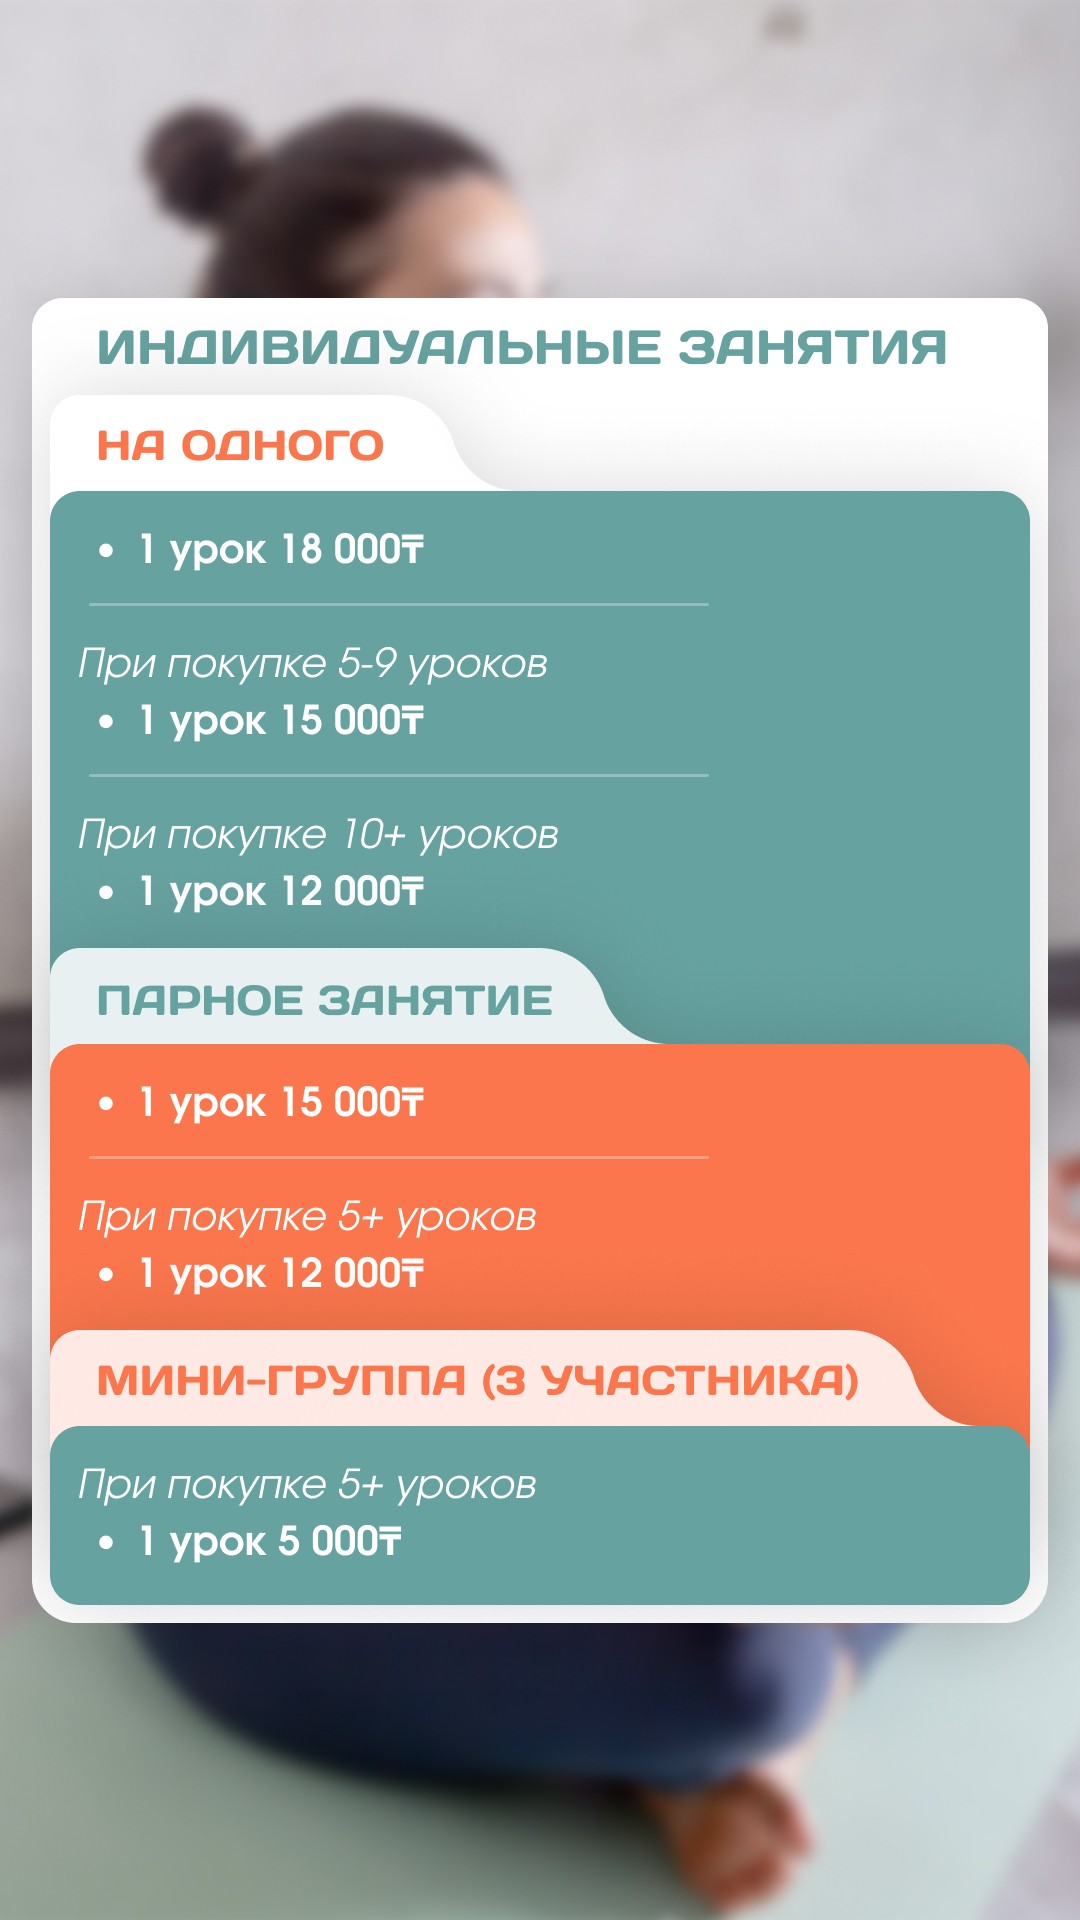 ИНДИВИДУАЛЬНЫЕ ЗАНЯТИЯ
НА ОДНОГО
• 1 урок 18 000₸
При покупке 5-9 уроков
• 1 урок 15 000₸
При покупке 10+ уроков
• 1 урок 12 000₸
ПАРНОЕ ЗАНЯТИЕ
• 1 урок 15 000₸
При покупке 5+ уроков
• 1 урок 12 000₸
МИНИ-ГРУППА (3 УЧАСТНИКА)
При покупке 5+ уроков
• 1 урок 5 000₸